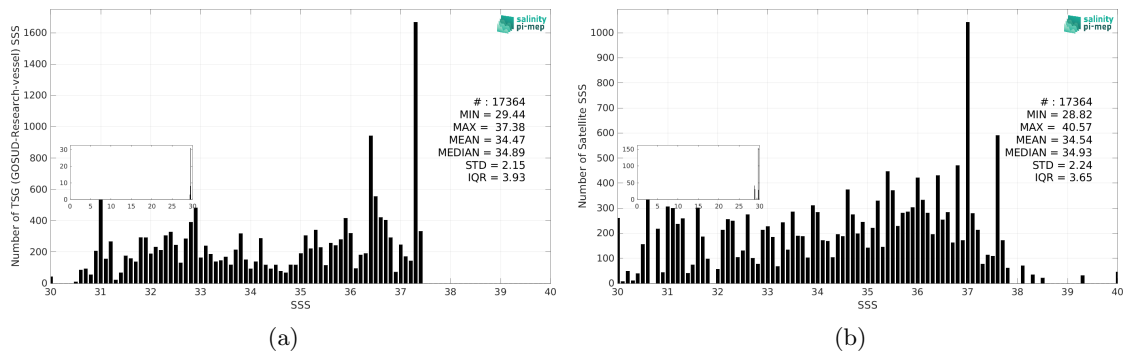 salinity
pi-mep
Number of TSG (GOSUD-Research-vessel) SSS
1600
1400
1200
1000
800
600
400
200
0
# : 17364
MIN = 29.44
MAX = 37.38
MEAN = 34.47
MEDIAN = 34.89
STD = 2.15
IQR = 3.93
30
20
10
0
0 5 10 15 20 25 30
30 31 32 33 34 35 36 37 38 39 40
SSS
(a)
salinity
pi-mep
Number of Satellite SSS
1000
900
800
700
600
500
400
300
200
100
0
# : 17364
MIN = 28.82
MAX = 40.57
MEAN = 34.54
MEDIAN = 34.93
STD = 2.24
IQR = 3.65
150
100
50
0
0 5 10 15 20 25 30
30 31 32 33 34 35 36 37 38 39 40
SSS
(b)